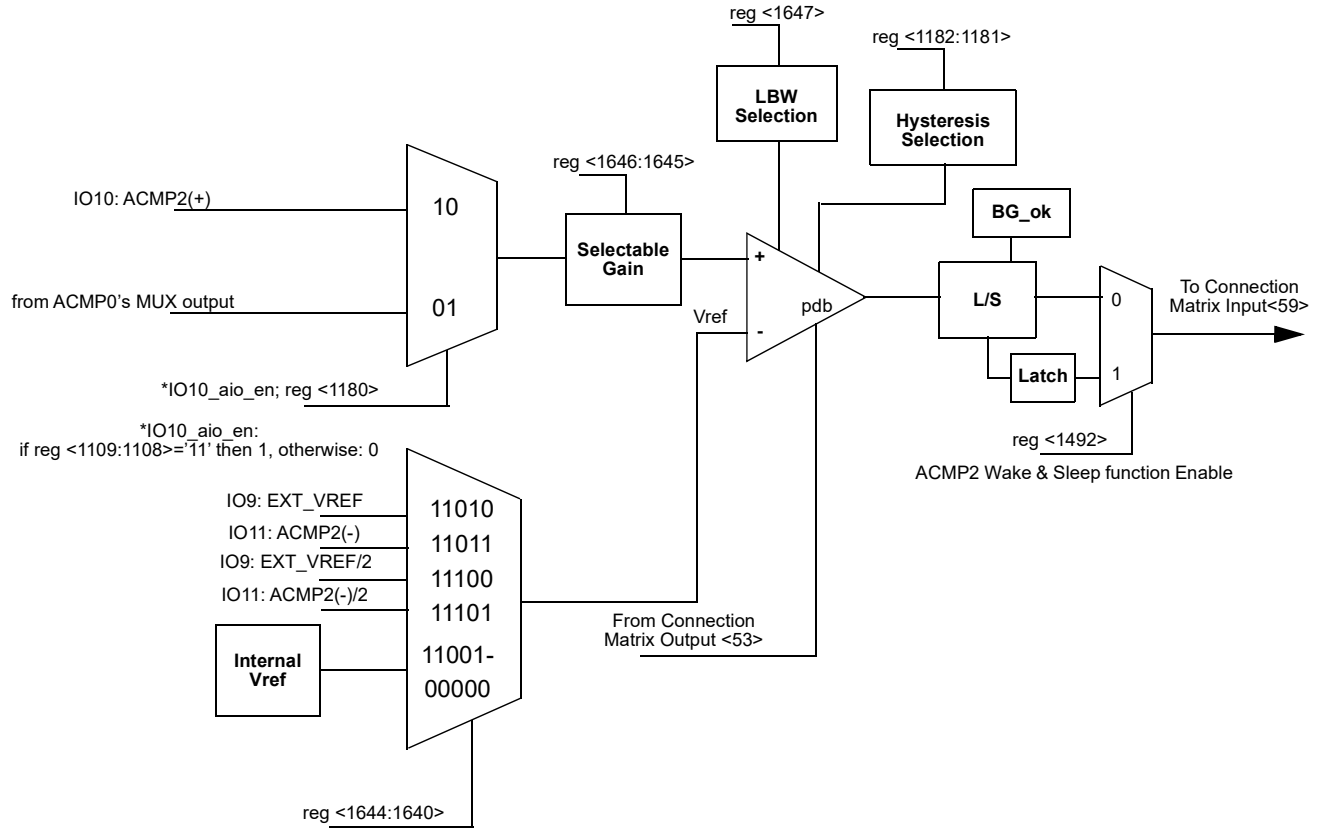 reg <1647>
reg <1182:1181>
LBW
Selection
Hysteresis
Selection
reg <1646:1645>
IO10: ACMP2(+)
10
Selectable
Gain
BG_ok
+
from ACMP0's MUX output
01
L/S
0
To Connection
Matrix Input<59>
Vref
pdb
-
Latch
1
*IO10_aio_en; reg <1180>
*IO10_aio_en:
if reg <1109:1108>='11' then 1, otherwise: 0
reg <1492>
ACMP2 Wake & Sleep function Enable
IO9: EXT_VREF
11010
IO11: ACMP2(-)
11011
IO9: EXT_VREF/2
11100
IO11: ACMP2(-)/2
11101
From Connection
Matrix Output <53>
Internal
Vref
11001-
00000
reg <1644:1640>